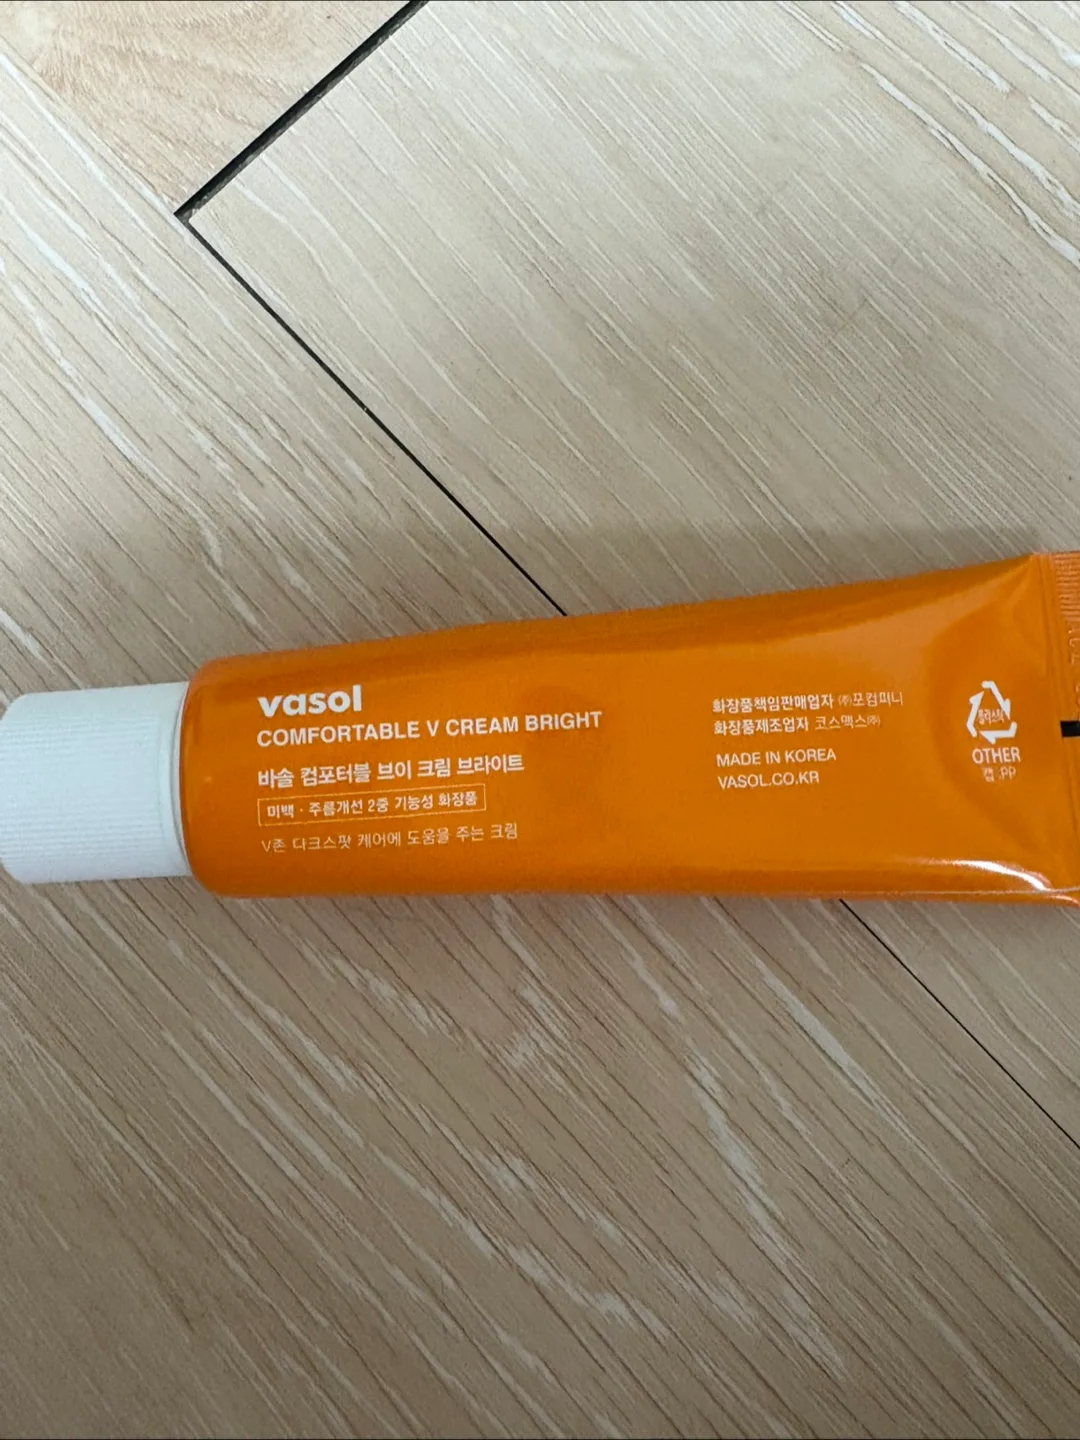 vasol
COMFORTABLE V CREAM BRIGHT
바솔 컴포터블 브이 크림 브라이트
미백 · 주름개선 2중 기능성 화장품
V존 다크스팟 케어에 도움을 주는 크림
화장품책임판매업자 ㈜포컴퍼니
화장품제조업자 코스맥스㈜
MADE IN KOREA
VASOL.CO.KR
플라스틱
OTHER
캡 : PP